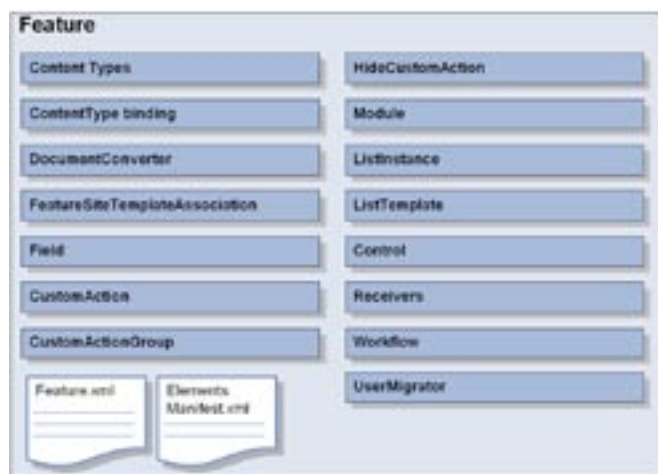 Feature
Content Types
ContentType binding
DocumentConverter
FeatureSiteTemplateAssociation
Field
CustomAction
CustomActionGroup
HideCustomAction
Module
ListInstance
ListTemplate
Control
Receivers
Workflow
UserMigrator
Feature.xml
Elements
Manifest.xml